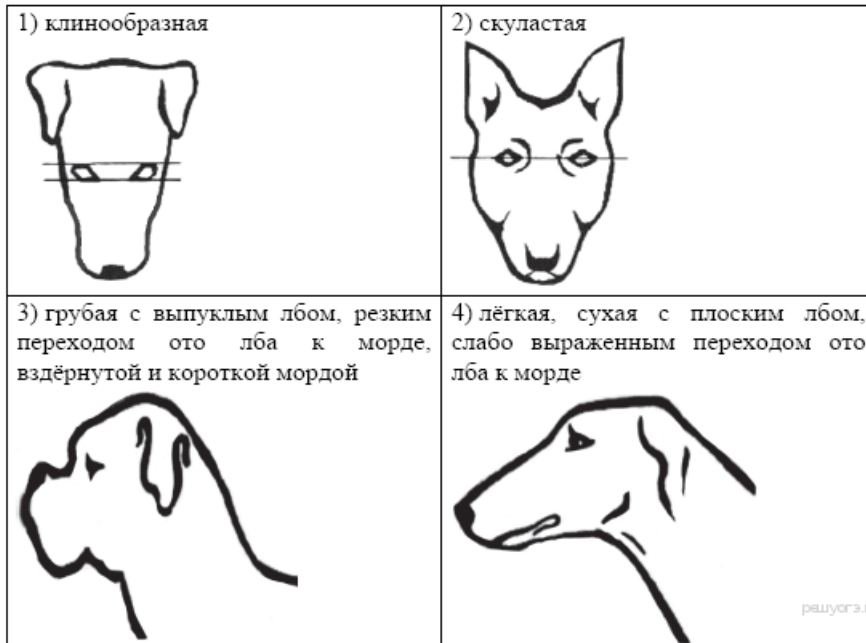 1) клинообразная
2) скуластая
3) грубая с выпуклым лбом, резким
переходом ото лба к морде,
вздёрнутой и короткой мордой
4) лёгкая, сухая с плоским лбом,
слабо выраженным переходом ото
лба к морде